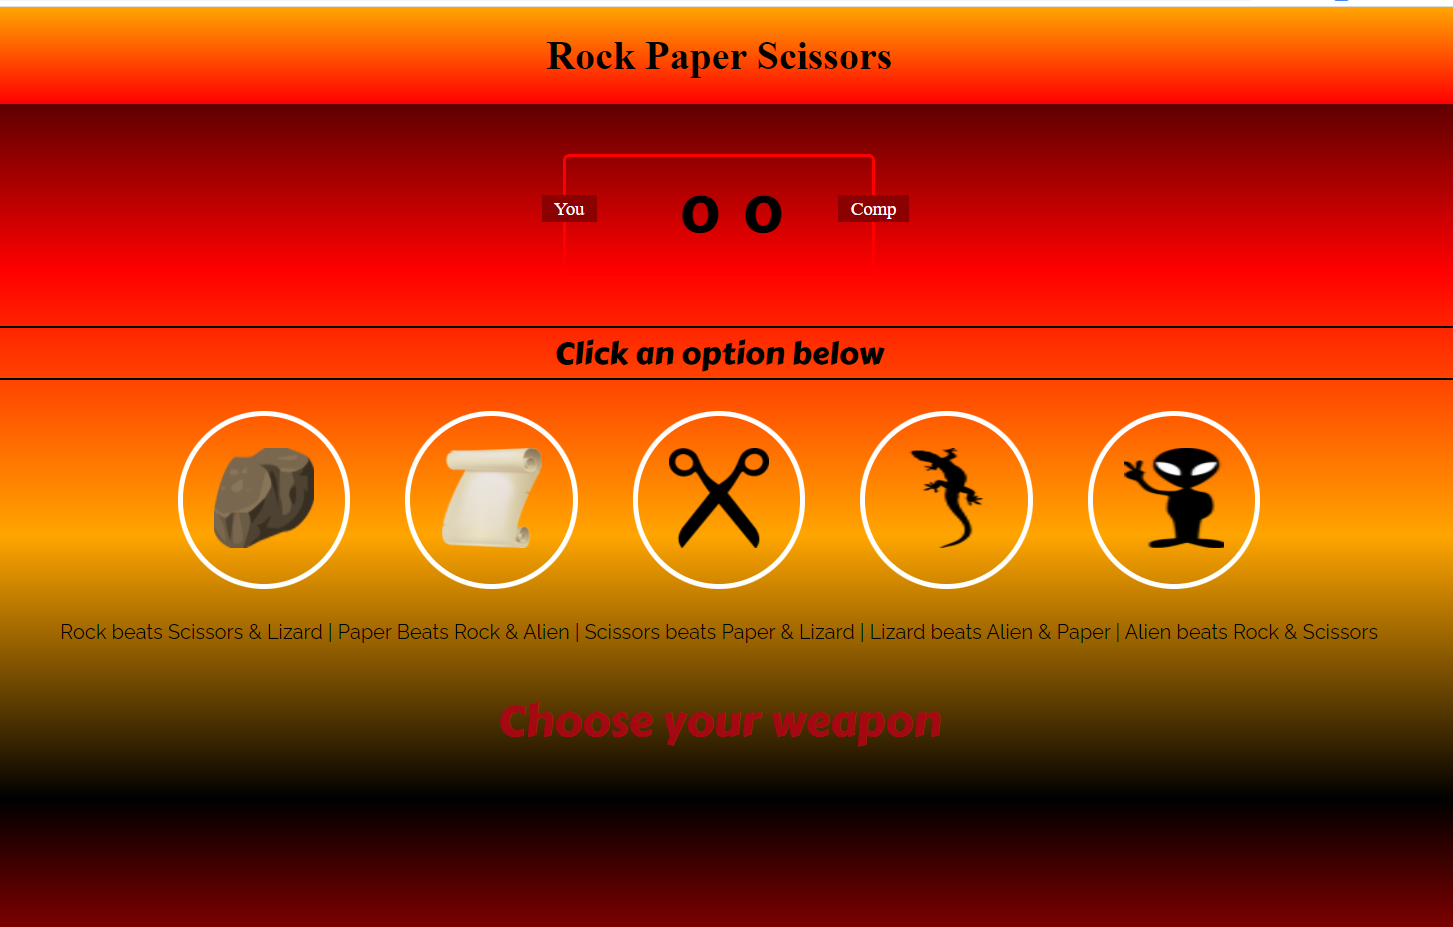 Rock Paper Scissors
You 0 0 Comp
Click an option below
Rock beats Scissors & Lizard | Paper Beats Rock & Alien | Scissors beats Paper & Lizard | Lizard beats Alien & Paper | Alien beats Rock & Scissors
Choose your weapon